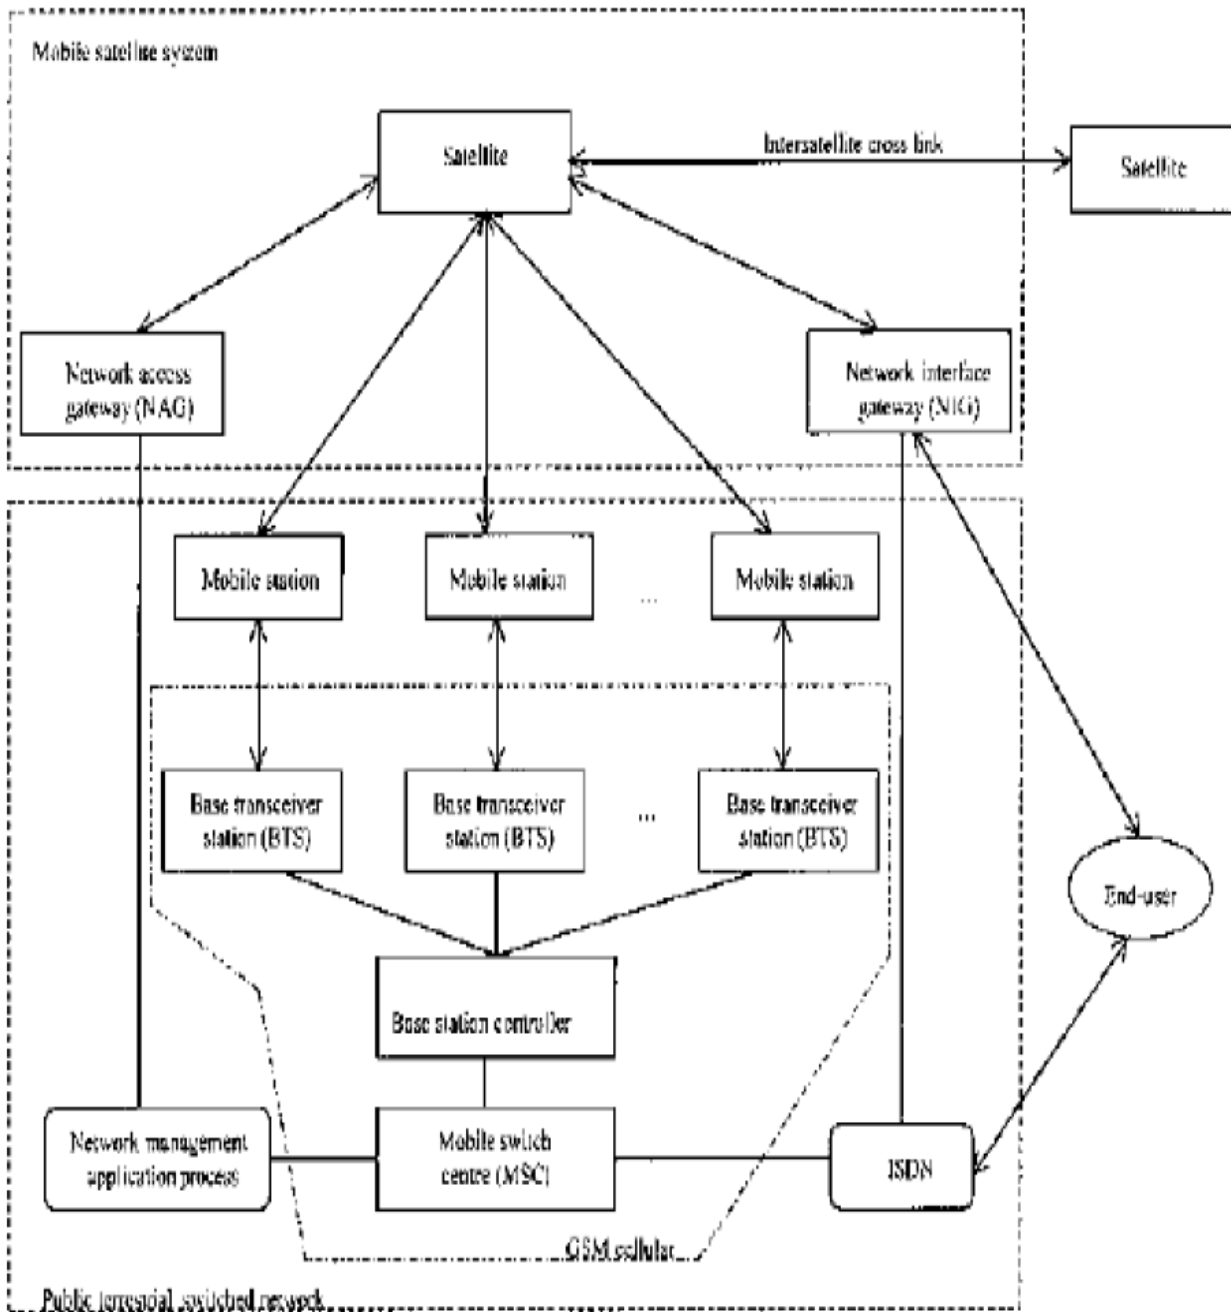 Mobile satellite system
Satellite
Intersatellite cross link
Satellite
Network access
gateway (NAG)
Network interface
gateway (NIG)
Mobile station
Mobile station
...
Mobile station
Base transceiver
station (BTS)
Base transceiver
station (BTS)
...
Base transceiver
station (BTS)
End-user
Base station controller
Network management
application process
Mobile switch
centre (MSC)
ISDN
GSM cellular
Public terrestrial switched network